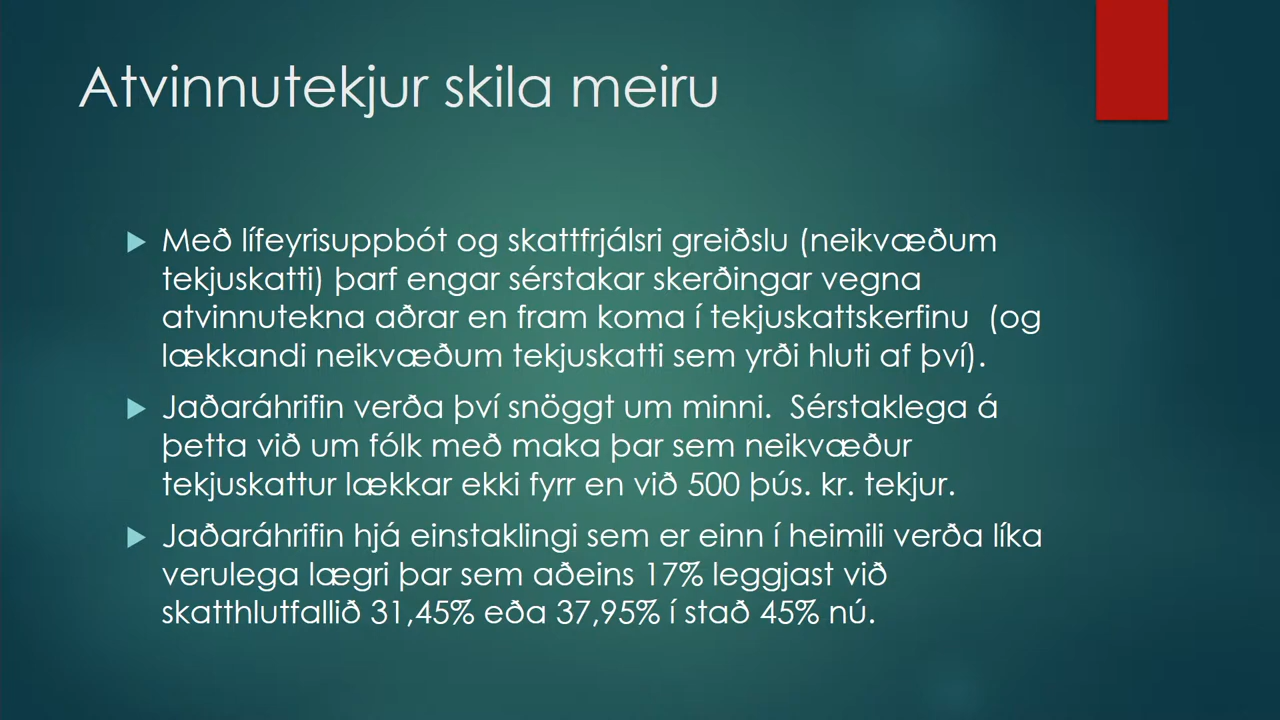 Atvinnutekjur skila meiru
Með lífeyrisuppbót og skattfrjálsri greiðslu (neikvæðum
tekjuskatti) þarf engar sérstakar skerðingar vegna
atvinnutekna aðrar en fram koma í tekjuskattskerfinu  (og
lækkandi neikvæðum tekjuskatti sem yrði hluti af því).
Jaðaráhrifin verða því snöggt um minni.  Sérstaklega á
þetta við um fólk með maka þar sem neikvæður
tekjuskattur lækkar ekki fyrr en við 500 þús. kr. tekjur.
Jaðaráhrifin hjá einstaklingi sem er einn í heimili verða líka
verulega lægri þar sem aðeins 17% leggjast við
skatthlutfallið 31,45% eða 37,95% í stað 45% nú.